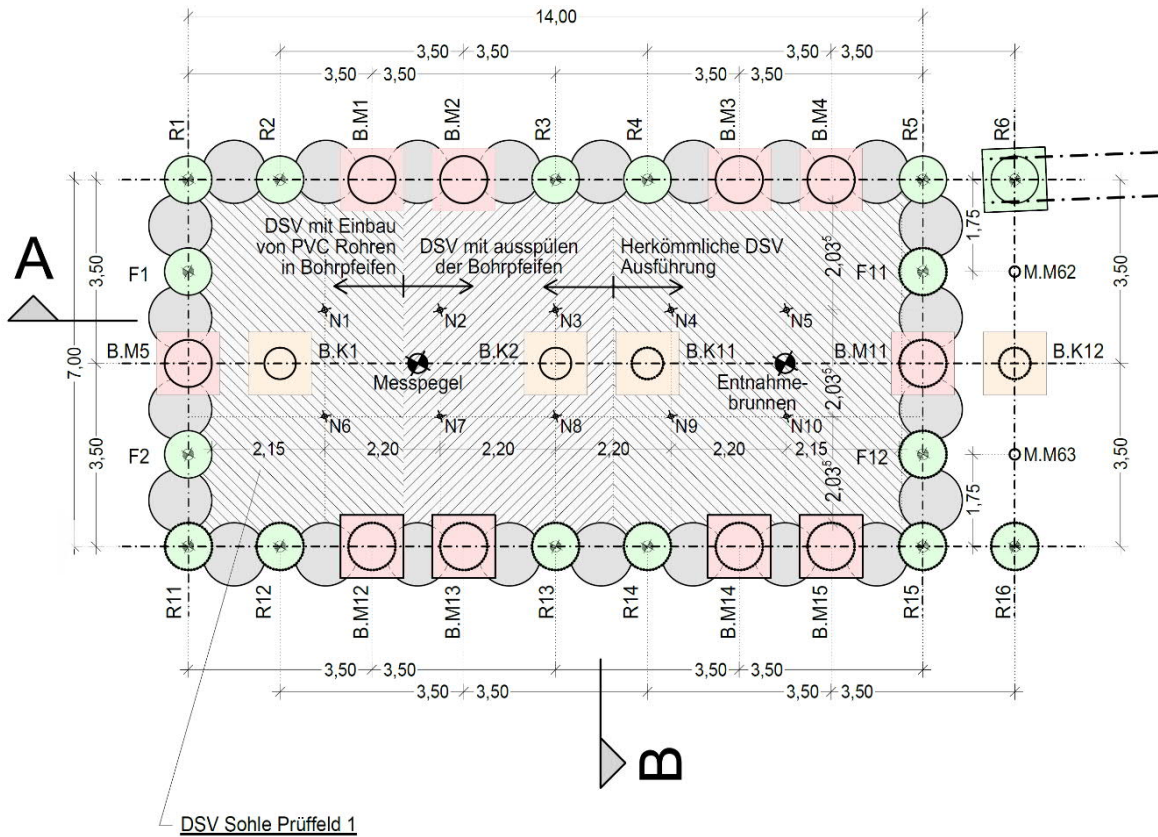 14,00
3,50 3,50 3,50 3,50
3,50 3,50 3,50 3,50
R1 R2 B.M1 B.M2 R3 R4 B.M3 B.M4 R5 R6
DSV mit Einbau
von PVC Rohren
in Bohrpfeifen
DSV mit ausspülen
der Bohrpfeifen
Herkömmliche DSV
Ausführung
2,03⁵
1,75
A
3,50
7,00
3,50
F1
F11
M.M62
3,50
N1 N2 N3 N4 N5
B.M5 B.K1 B.K2 B.K11 B.M11 B.K12
Messpegel
Entnahme-
brunnen
2,03⁵
N6 N7 N8 N9 N10
2,15 2,20 2,20 2,20 2,20 2,15
F2
F12
M.M63
2,03⁵
1,75
3,50
R11 R12 B.M12 B.M13 R13 R14 B.M14 B.M15 R15 R16
3,50 3,50 3,50 3,50
3,50 3,50 3,50 3,50
B
DSV Sohle Prüffeld 1